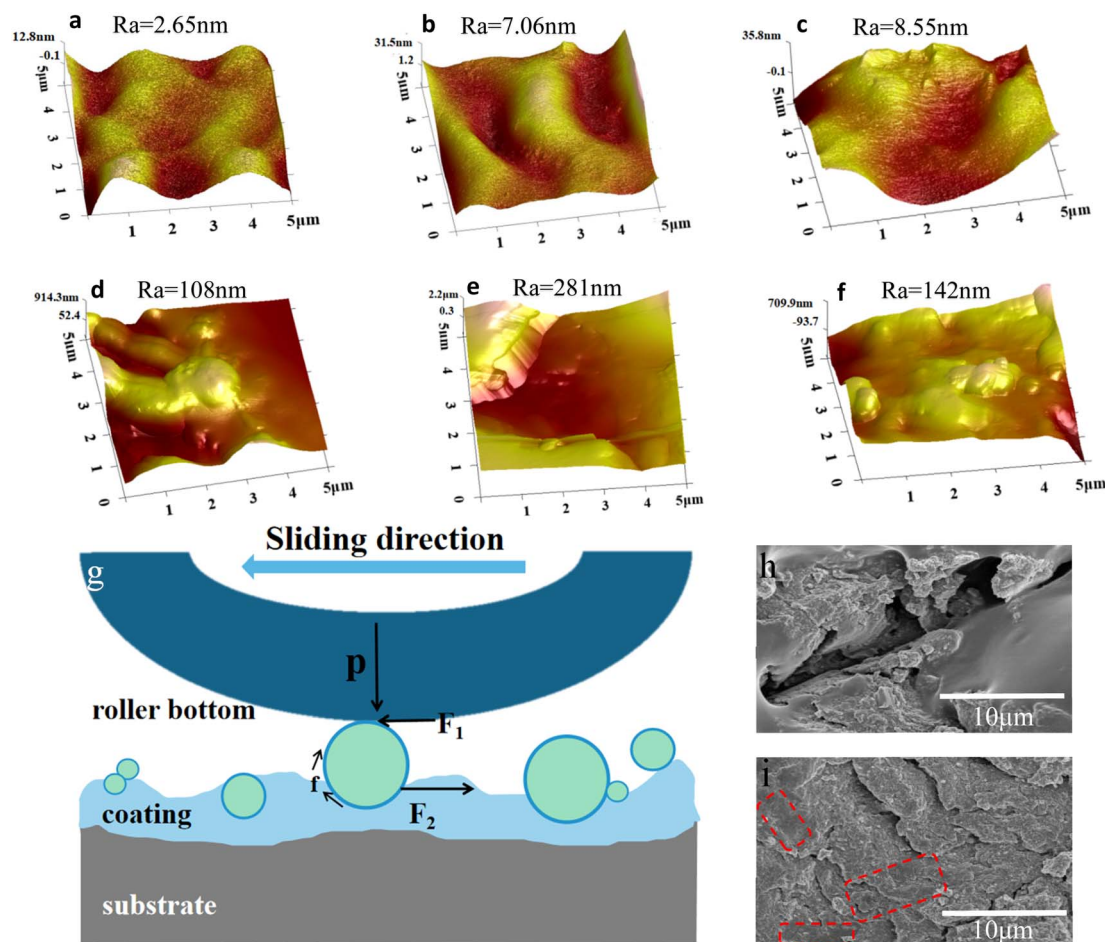 a
Ra=2.65nm
12.8nm
-0.1
5μm
4
3
2
1
0
1
2
3
4
5μm
b
Ra=7.06nm
31.5nm
1.2
5μm
4
3
2
1
0
1
2
3
4
5μm
c
Ra=8.55nm
35.8nm
-0.1
5μm
4
3
2
1
0
1
2
3
4
5μm
d
Ra=108nm
914.3nm
52.4
5μm
4
3
2
1
0
1
2
3
4
5μm
e
Ra=281nm
2.2μm
0.3
5μm
4
3
2
1
0
1
2
3
4
5μm
f
Ra=142nm
709.9nm
-93.7
5μm
4
3
2
1
0
1
2
3
4
5μm
g
Sliding direction
p
roller bottom
F1
f
coating
F2
substrate
h
10μm
i
10μm